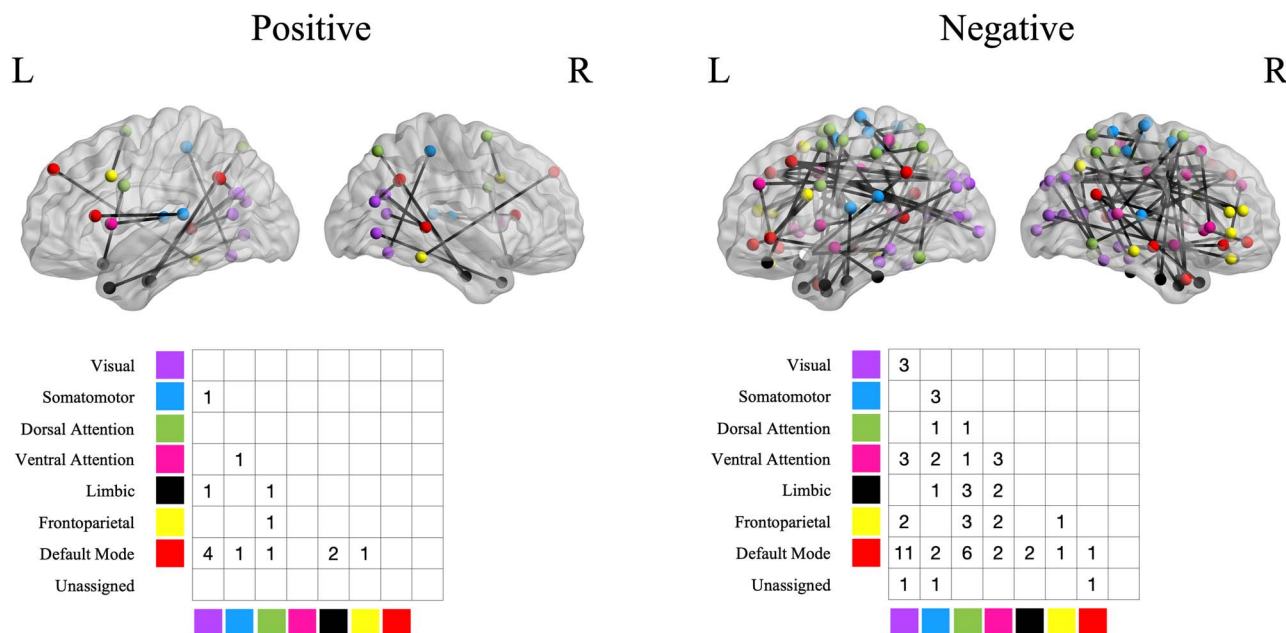 Positive
Negative
L
R
L
R
Visual
Somatomotor
1
Dorsal Attention
Ventral Attention
1
Limbic
1 1
Frontoparietal
1
Default Mode
4 1 1 2 1
Unassigned
Visual
3
Somatomotor
3
Dorsal Attention
1 1
Ventral Attention
3 2 1 3
Limbic
1 3 2
Frontoparietal
2 3 2 1
Default Mode
11 2 6 2 2 1 1
Unassigned
1 1 1